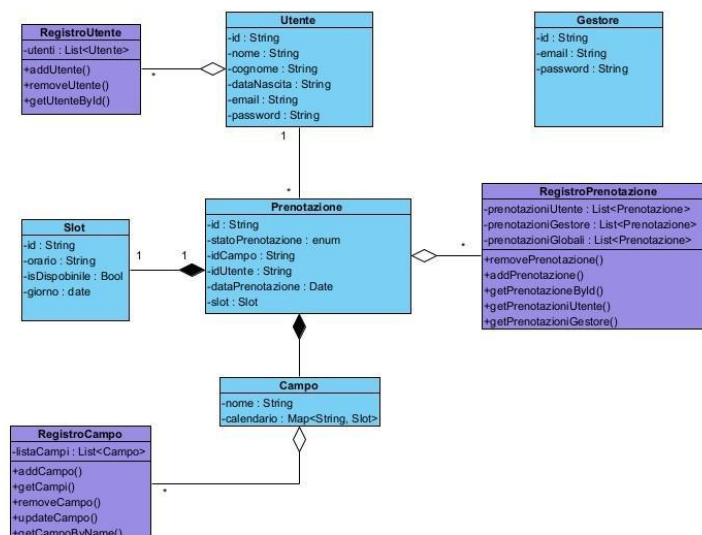 RegistroUtente
-utenti : List<Utente>
+addUtente()
+removeUtente()
+getUtenteById()
*
Utente
-id : String
-nome : String
-cognome : String
-dataNascita : String
-email : String
-password : String
1
*
Gestore
-id : String
-email : String
-password : String
Slot
-id : String
-orario : String
-isDispobinile : Bool
-giorno : date
1
1
Prenotazione
-id : String
-statoPrenotazione : enum
-idCampo : String
-idUtente : String
-dataPrenotazione : Date
-slot : Slot
*
RegistroPrenotazione
-prenotazioniUtente : List<Prenotazione>
-prenotazioniGestore : List<Prenotazione>
-prenotazioniGlobali : List<Prenotazione>
+removePrenotazione()
+addPrenotazione()
+getPrenotazioneById()
+getPrenotazioniUtente()
+getPrenotazioniGestore()
Campo
-nome : String
-calendario : Map<String, Slot>
RegistroCampo
-listaCampi : List<Campo>
+addCampo()
+getCampi()
+removeCampo()
+updateCampo()
+getCampoByName()
*